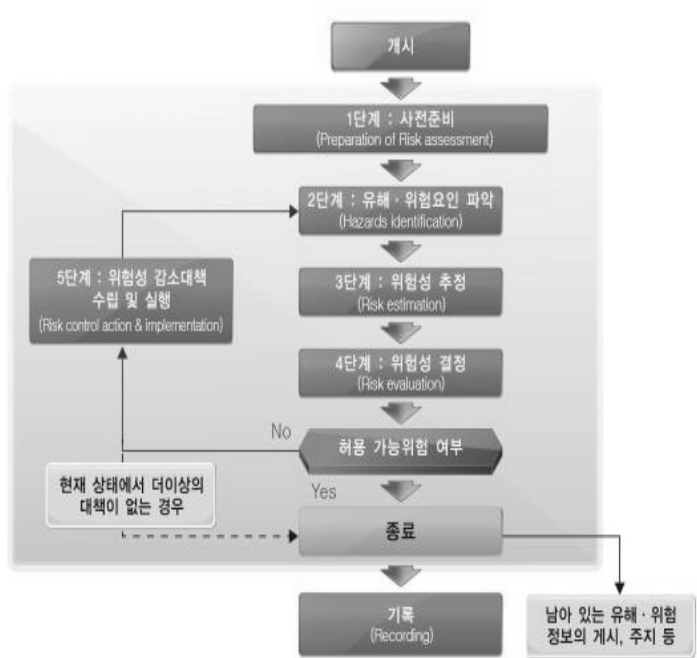 개시
1단계 : 사전준비
(Preparation of Risk assessment)
2단계 : 유해 · 위험요인 파악
(Hazards identification)
5단계 : 위험성 감소대책
수립 및 실행
(Risk control action & implementation)
3단계 : 위험성 추정
(Risk estimation)
4단계 : 위험성 결정
(Risk evaluation)
No
허용 가능위험 여부
Yes
현재 상태에서 더이상의
대책이 없는 경우
종료
기록
(Recording)
남아 있는 유해 · 위험
정보의 게시, 주지 등